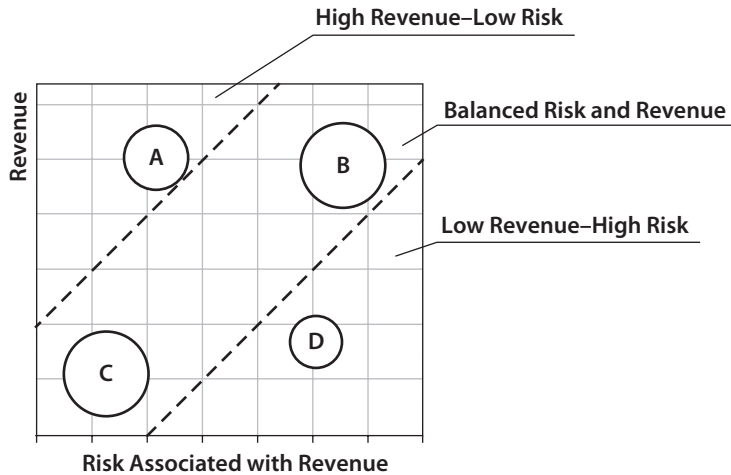 High Revenue–Low Risk
Revenue
A
B
Balanced Risk and Revenue
Low Revenue–High Risk
C
D
Risk Associated with Revenue